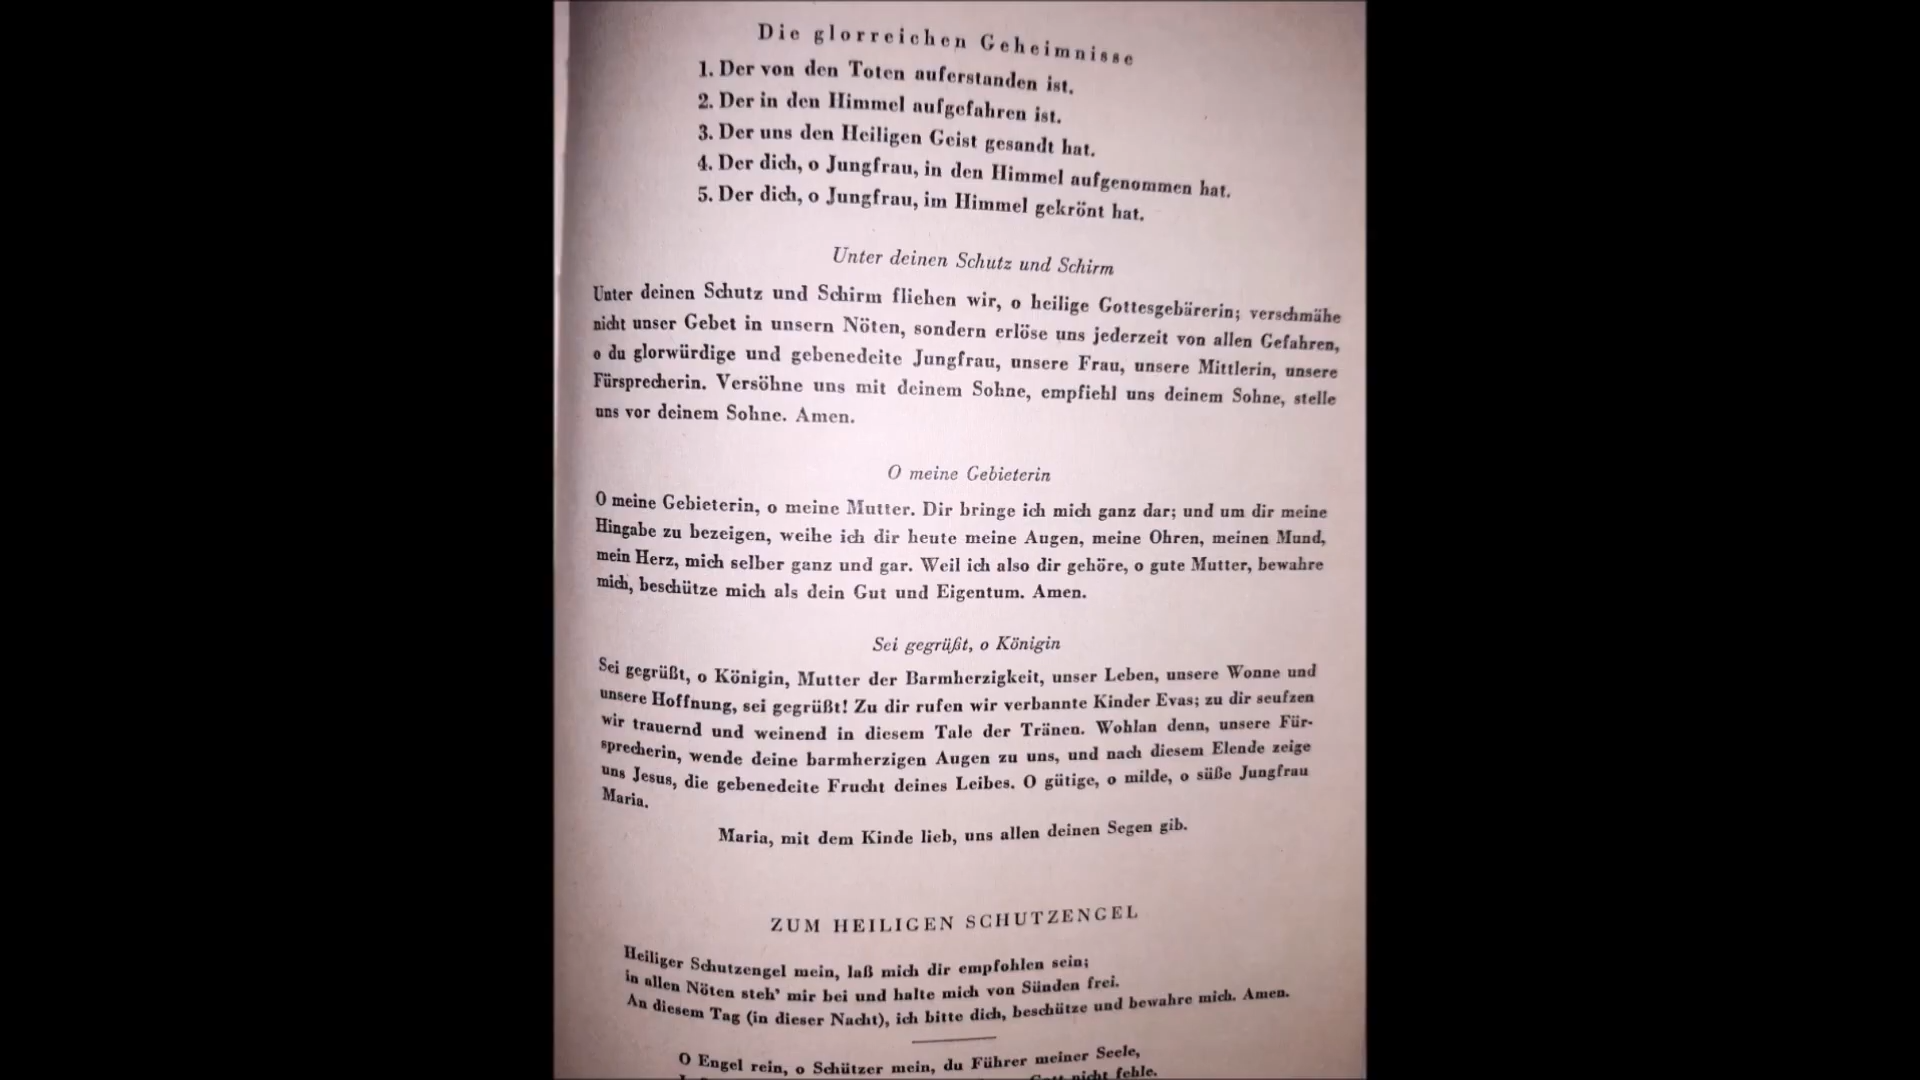 Die glorreichen Geheimnisse
1. Der von den Toten auferstanden ist.
2. Der in den Himmel aufgefahren ist.
3. Der uns den Heiligen Geist gesandt hat.
4. Der dich, o Jungfrau, in den Himmel aufgenommen hat.
5. Der dich, o Jungfrau, im Himmel gekrönt hat.
Unter deinen Schutz und Schirm
Unter deinen Schutz und Schirm fliehen wir, o heilige Gottesgebärerin; verschmähe
nicht unser Gebet in unsern Nöten, sondern erlöse uns jederzeit von allen Gefahren,
o du glorwürdige und gebenedeite Jungfrau, unsere Frau, unsere Mittlerin, unsere
Fürsprecherin. Versöhne uns mit deinem Sohne, empfiehl uns deinem Sohne, stelle
uns vor deinem Sohne. Amen.
O meine Gebieterin
O meine Gebieterin, o meine Mutter. Dir bringe ich mich ganz dar; und um dir meine
Hingabe zu bezeigen, weihe ich dir heute meine Augen, meine Ohren, meinen Mund,
mein Herz, mich selber ganz und gar. Weil ich also dir gehöre, o gute Mutter, bewahre
mich, beschütze mich als dein Gut und Eigentum. Amen.
Sei gegrüßt, o Königin
Sei gegrüßt, o Königin, Mutter der Barmherzigkeit, unser Leben, unsere Wonne und
unsere Hoffnung, sei gegrüßt! Zu dir rufen wir verbannte Kinder Evas; zu dir seufzen
wir trauernd und weinend in diesem Tale der Tränen. Wohlan denn, unsere Für-
sprecherin, wende deine barmherzigen Augen zu uns, und nach diesem Elende zeige
uns Jesus, die gebenedeite Frucht deines Leibes. O gütige, o milde, o süße Jungfrau
Maria.
Maria, mit dem Kinde lieb, uns allen deinen Segen gib.
ZUM HEILIGEN SCHUTZENGEL
Heiliger Schutzengel mein, laß mich dir empfohlen sein;
in allen Nöten steh' mir bei und halte mich von Sünden frei.
An diesem Tag (in dieser Nacht), ich bitte dich, beschütze und bewahre mich. Amen.
O Engel rein, o Schützer mein, du Führer meiner Seele,
nicht fehle.